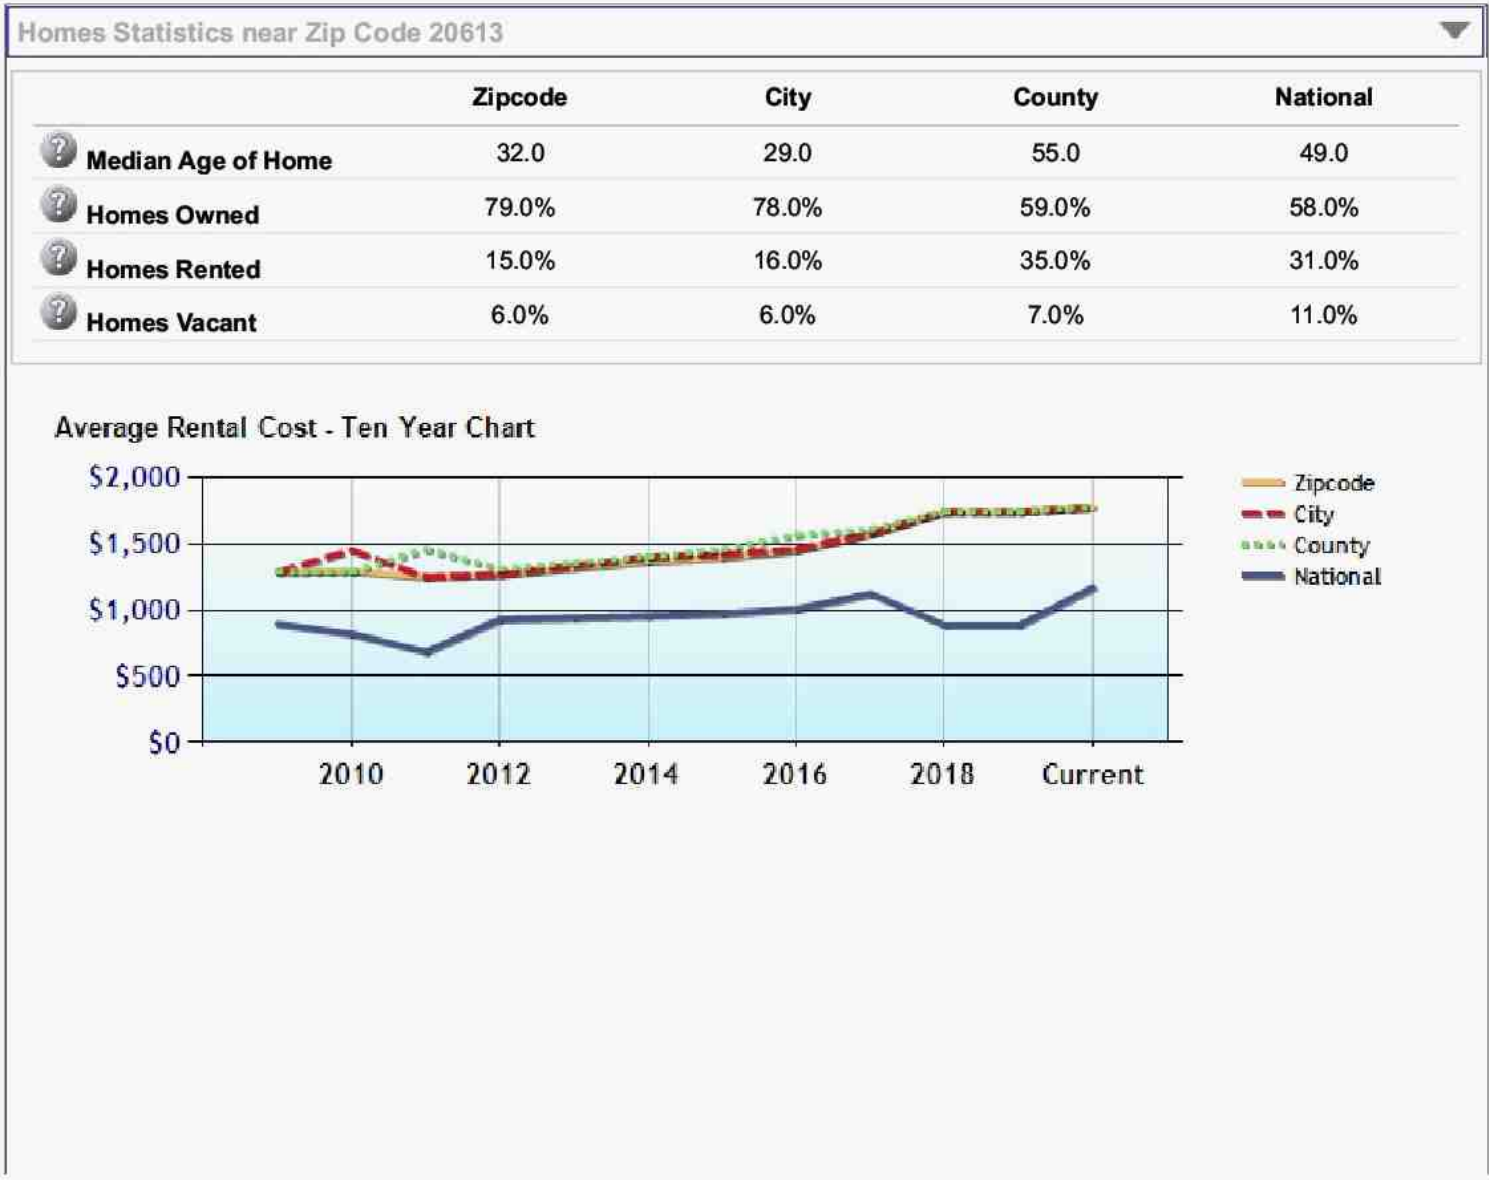 Homes Statistics near Zip Code 20613
Zipcode City County National
? Median Age of Home 32.0 29.0 55.0 49.0
? Homes Owned 79.0% 78.0% 59.0% 58.0%
? Homes Rented 15.0% 16.0% 35.0% 31.0%
? Homes Vacant 6.0% 6.0% 7.0% 11.0%
Average Rental Cost - Ten Year Chart
$2,000
$1,500
$1,000
$500
$0
2010 2012 2014 2016 2018 Current
Zipcode
City
County
National